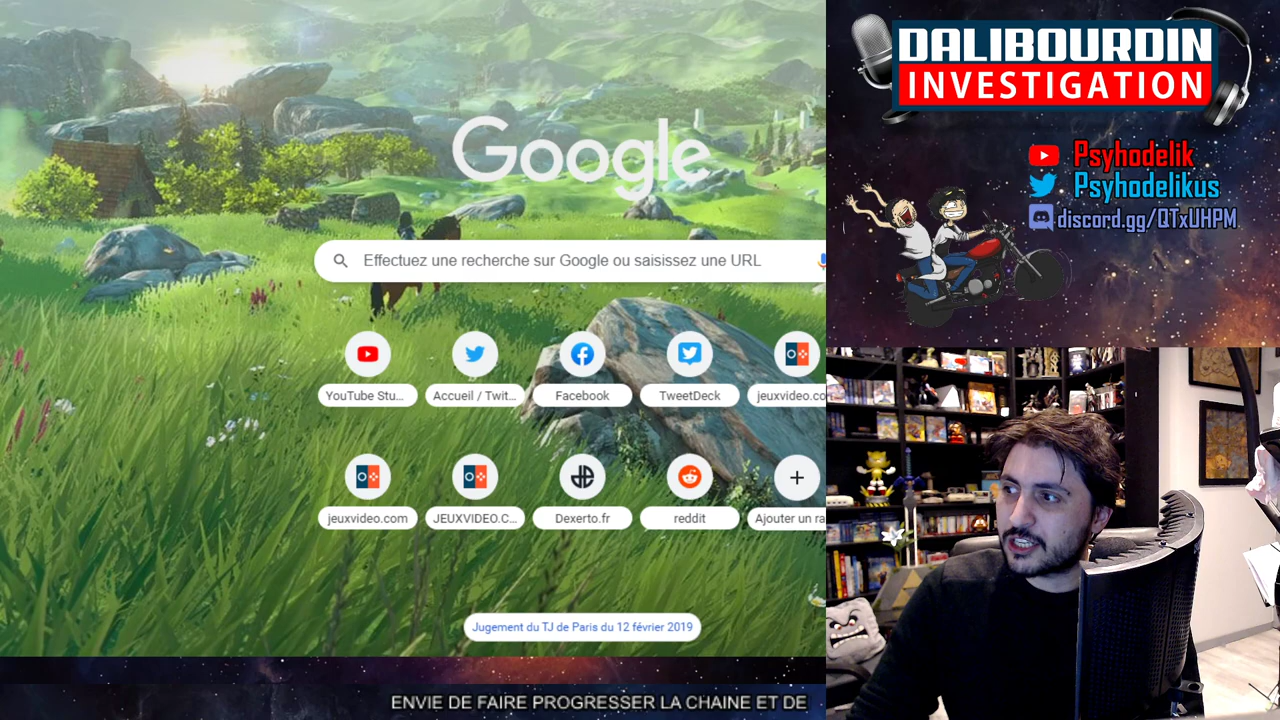 Google
Effectuez une recherche sur Google ou saisissez une URL
YouTube Stu...
Accueil / Twit...
Facebook
TweetDeck
jeuxvideo.co
jeuxvideo.com
JEUXVIDEO.C...
Dexerto.fr
reddit
Ajouter un ra
Jugement du TJ de Paris du 12 février 2019
ENVIE DE FAIRE PROGRESSER LA CHAINE ET DE
DALIBOURDIN
INVESTIGATION
Psyhodelik
Psyhodelikus
discord.gg/QTxUHPM